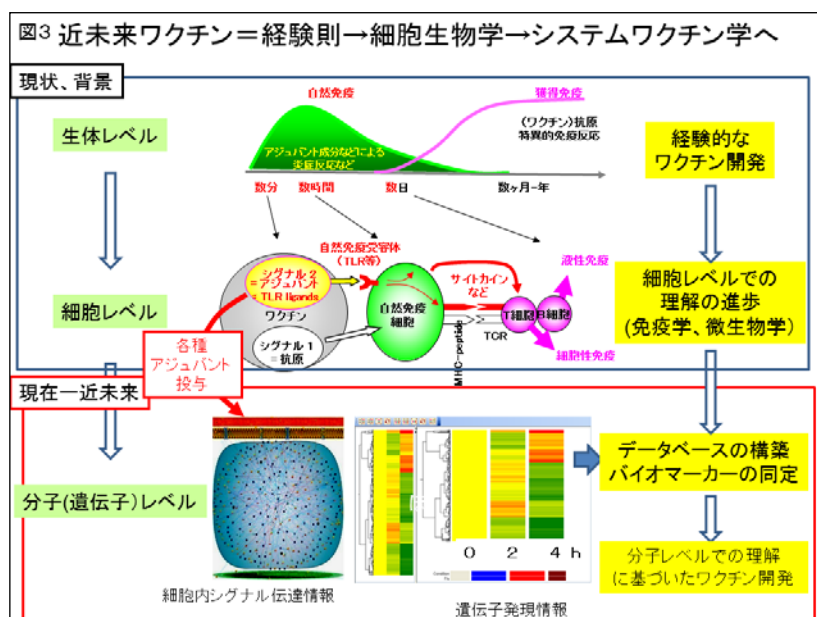 図3 近未来ワクチン＝経験則→細胞生物学→システムワクチン学へ
現状、背景
自然免疫
獲得免疫
(ワクチン)抗原
特異的免疫反応
生体レベル
アジュバント成分などによる
炎症反応など
経験的な
ワクチン開発
数分
数時間
数日
数ヶ月-年
自然免疫受容体
(TLR等)
液性免疫
シグナル2
= アジュバント
= TLR ligands
サイトカイン
など
細胞レベルでの
理解の進歩
(免疫学、微生物学)
細胞レベル
ワクチン
自然免疫
細胞
T細胞
B細胞
シグナル1
= 抗原
MHC-peptide
TCR
細胞性免疫
各種
アジュバント
投与
現在ー近未来
データベースの構築
バイオマーカーの同定
分子(遺伝子)レベル
0 2 4 h
分子レベルでの理解
に基づいたワクチン開発
細胞内シグナル伝達情報
遺伝子発現情報